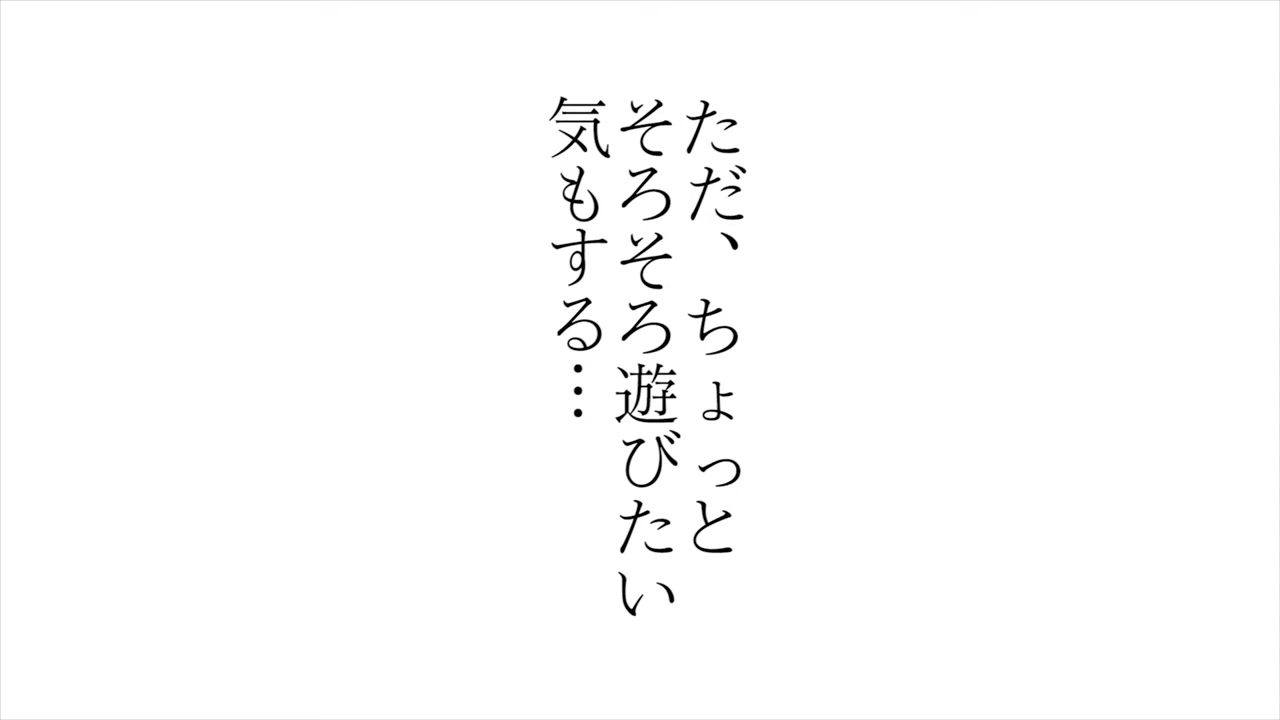 ただ、ちょっと
そろそろ遊びたい
気もする…